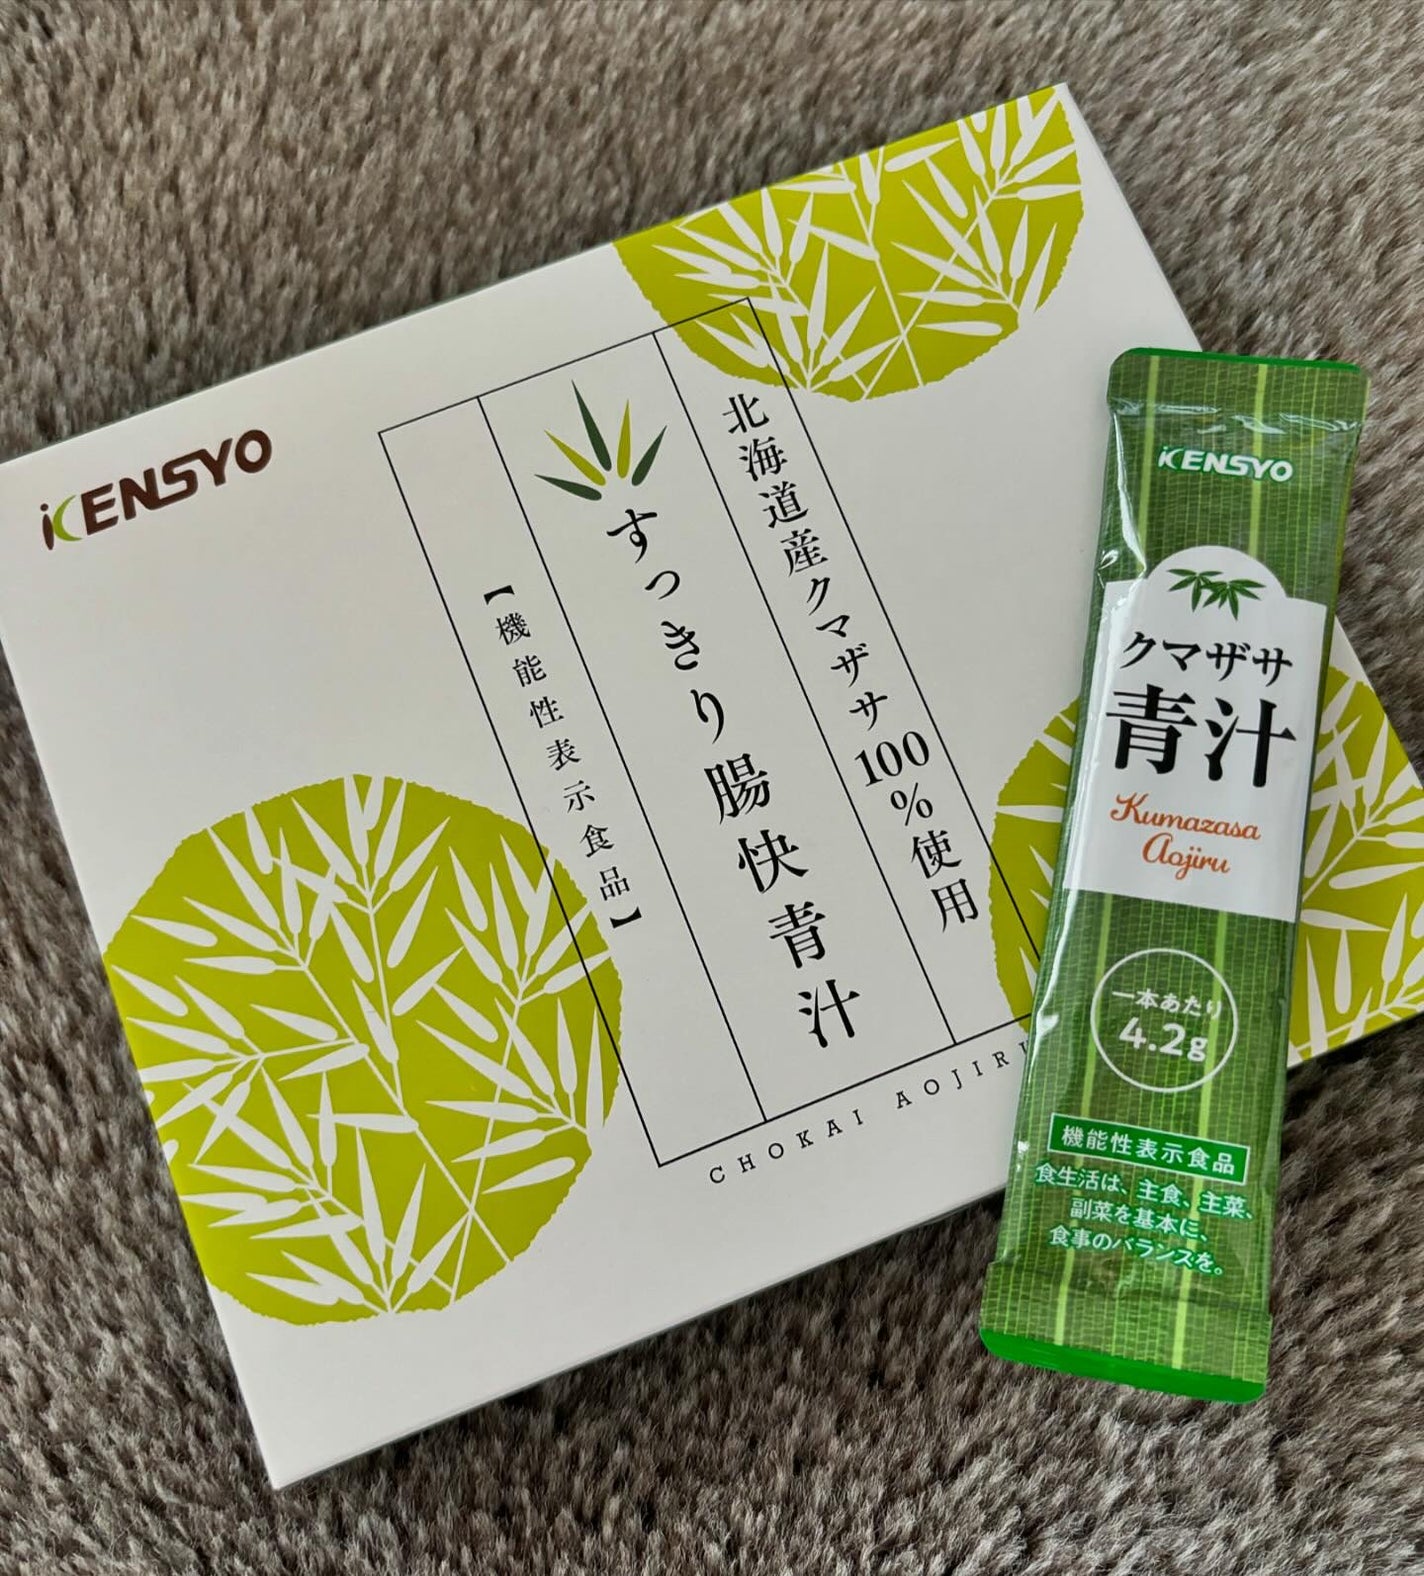 KENSYO
北海道産クマザサ100%使用
すっきり腸快青汁
【機能性表示食品】
CHOKAI AOJIRU
KENSYO
クマザサ
青汁
Kumazasa
Aojiru
一本あたり
4.2g
機能性表示食品
食生活は、主食、主菜、
副菜を基本に、
食事のバランスを。